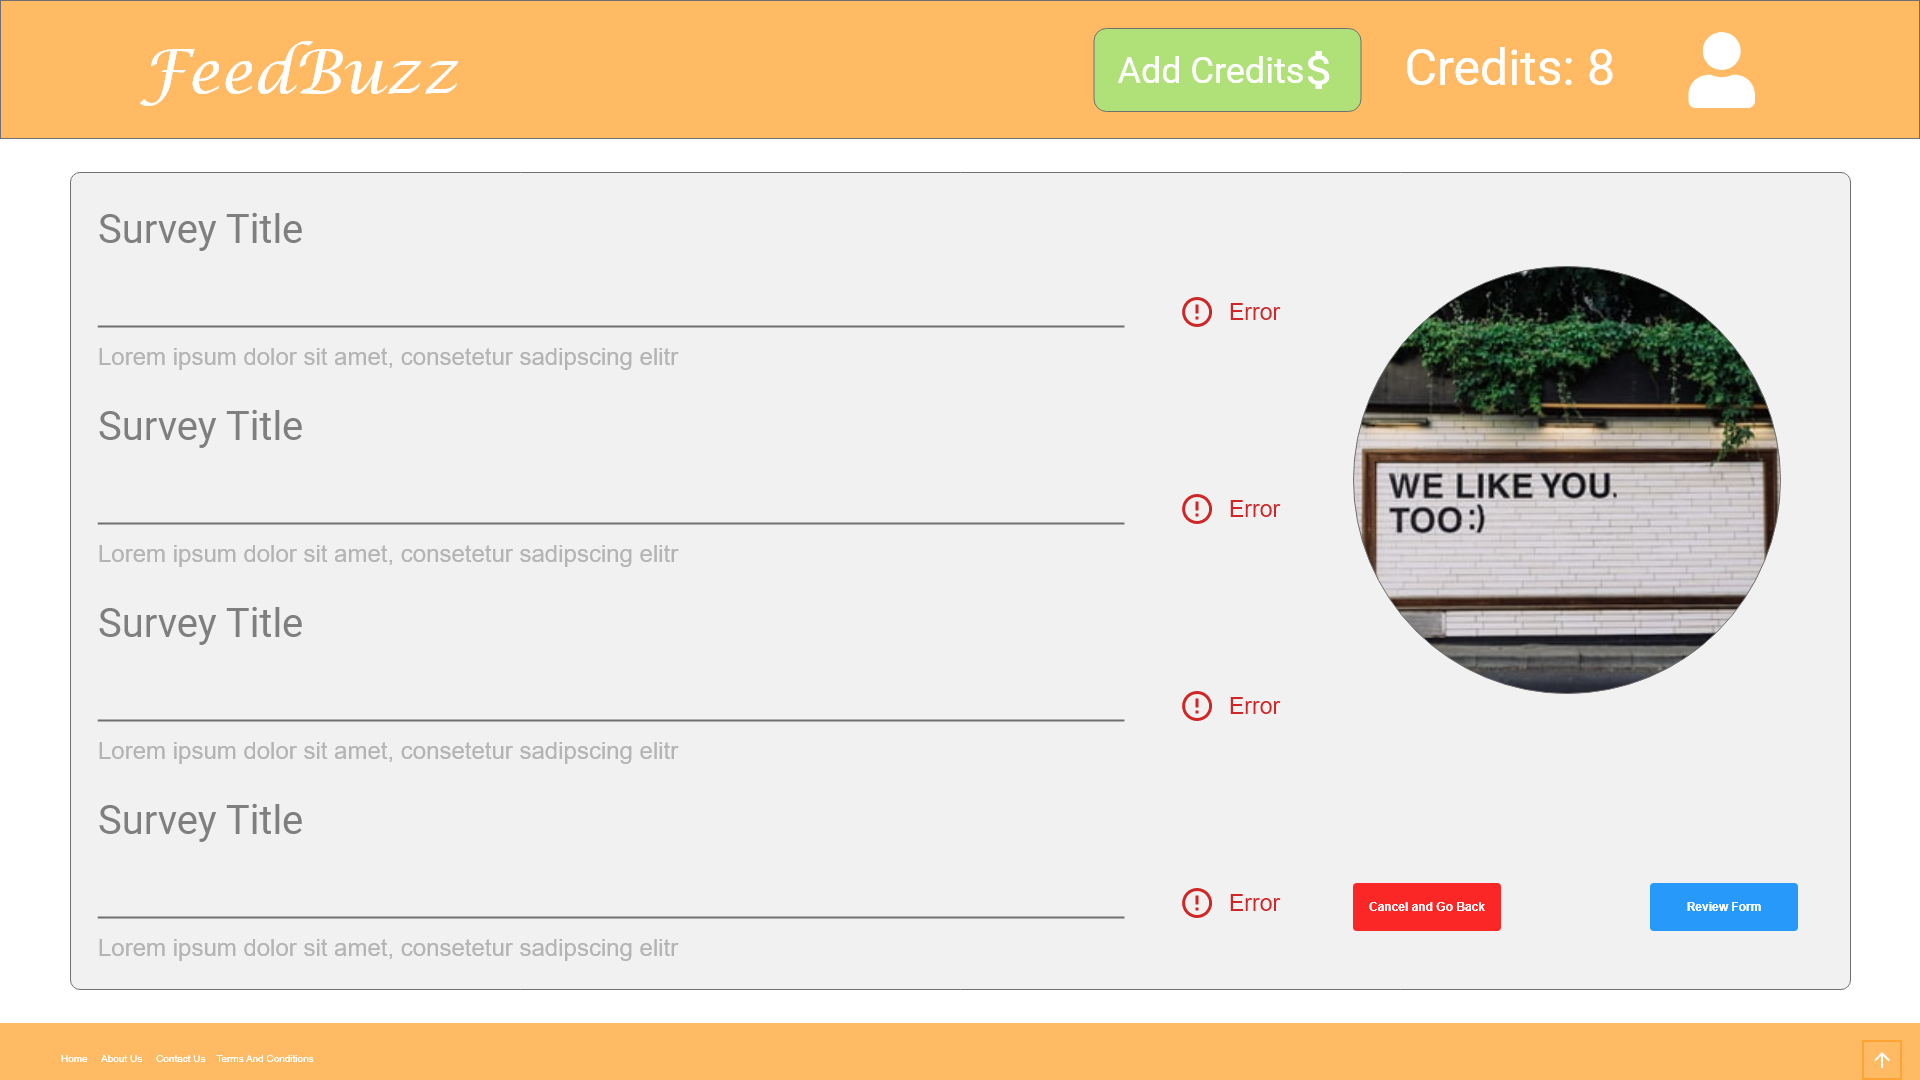 FeedBuzz
Add Credits$
Credits: 8
Survey Title
Error
Lorem ipsum dolor sit amet, consetetur sadipscing elitr
Survey Title
Error
Lorem ipsum dolor sit amet, consetetur sadipscing elitr
Survey Title
Error
Lorem ipsum dolor sit amet, consetetur sadipscing elitr
Survey Title
Error
Lorem ipsum dolor sit amet, consetetur sadipscing elitr
WE LIKE YOU.
TOO :)
Cancel and Go Back
Review Form
Home About Us Contact Us Terms And Conditions